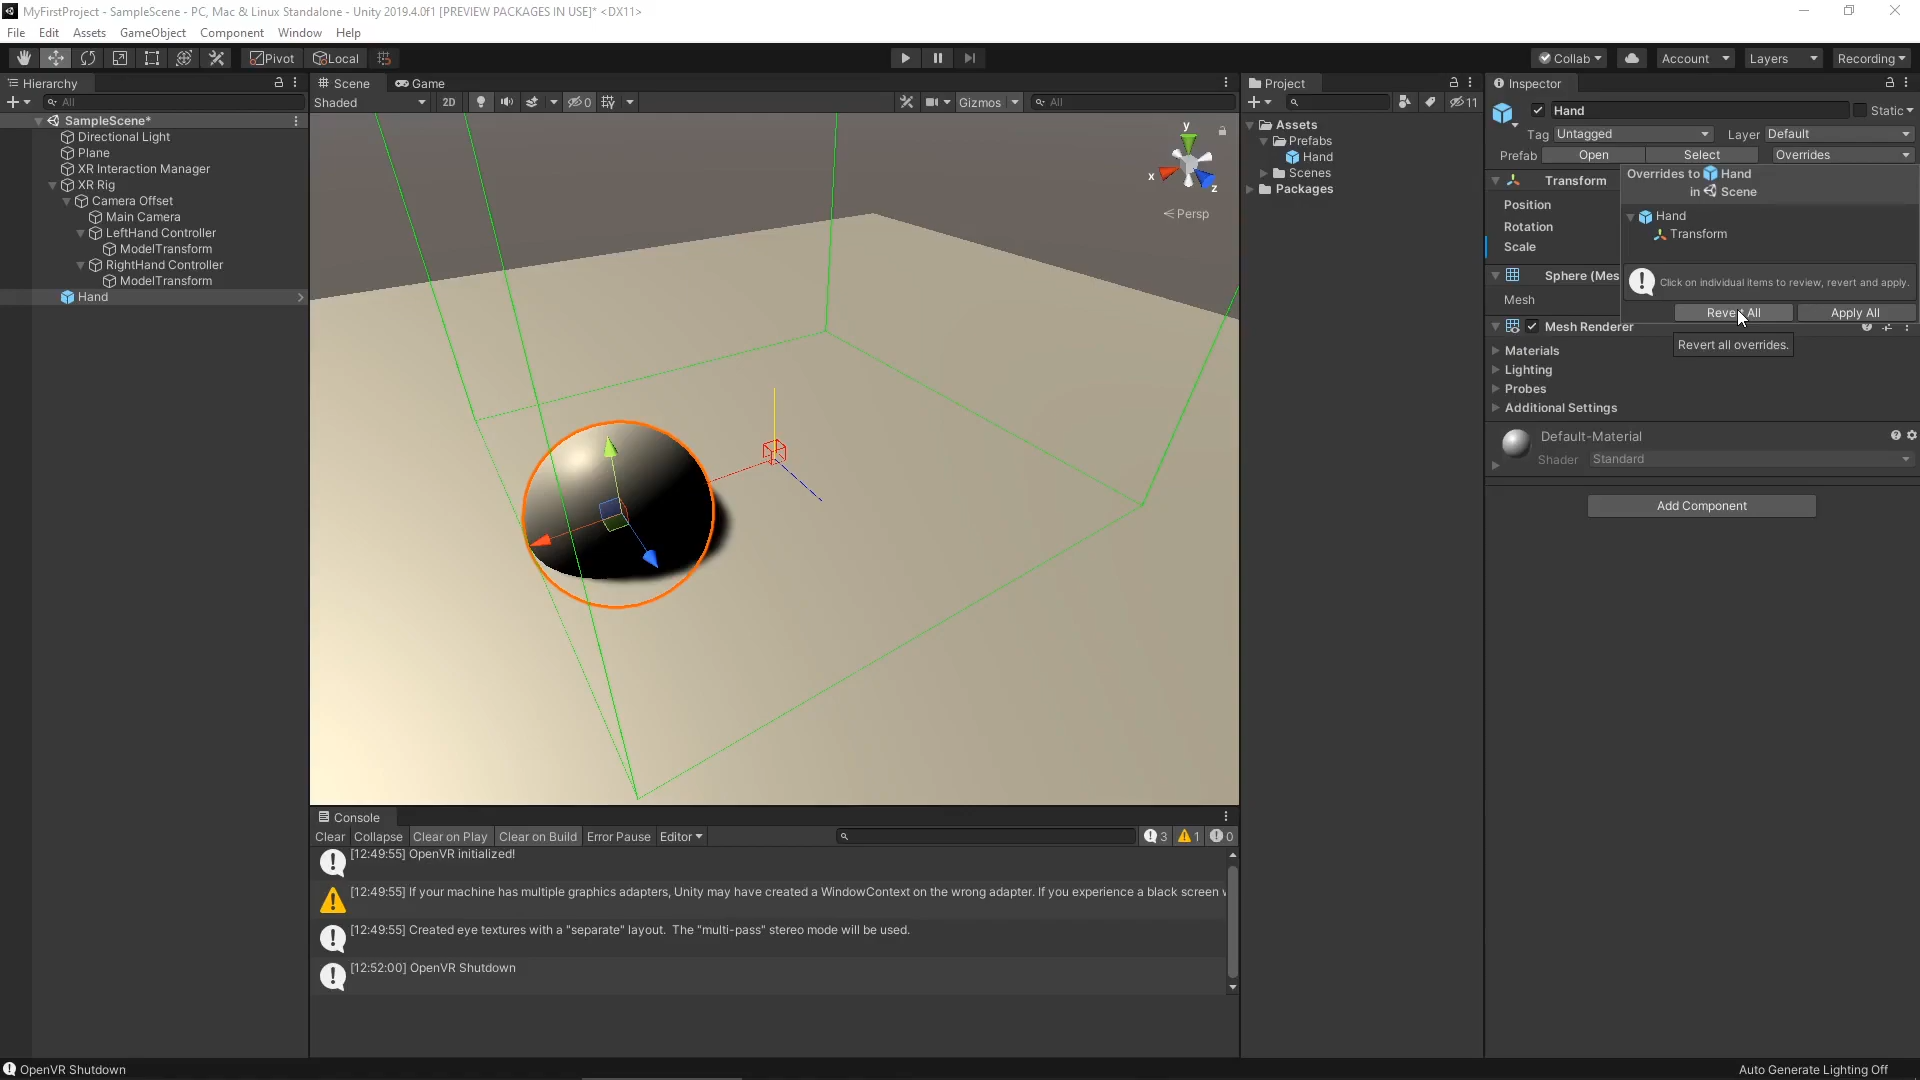 MyFirstProject - SampleScene - PC, Mac & Linux Standalone - Unity 2019.4.0f1 [PREVIEW PACKAGES IN USE]* <DX11>
File Edit Assets GameObject Component Window Help
Pivot Local Collab Account Layers Recording
Hierarchy
All
SampleScene*
Directional Light
Plane
XR Interaction Manager
XR Rig
Camera Offset
Main Camera
LeftHand Controller
ModelTransform
RightHand Controller
ModelTransform
Hand
Scene Game
Shaded 2D 0 Gizmos All
y
x
z
Persp
Console
Clear Collapse Clear on Play Clear on Build Error Pause Editor 3 1 0
[12:49:55] OpenVR initialized!
[12:49:55] If your machine has multiple graphics adapters, Unity may have created a WindowContext on the wrong adapter. If you experience a black screen
[12:49:55] Created eye textures with a "separate" layout. The "multi-pass" stereo mode will be used.
[12:52:00] OpenVR Shutdown
Project
11
Assets
Prefabs
Hand
Scenes
Packages
Inspector
Hand Static
Tag Untagged Layer Default
Prefab Open Select Overrides
Transform
Position
Rotation
Scale
Overrides to Hand
in Scene
Hand
Transform
Click on individual items to review, revert and apply.
Revert All Apply All
Revert all overrides.
Sphere (Mes
Mesh
Mesh Renderer
Materials
Lighting
Probes
Additional Settings
Default-Material
Shader Standard
Add Component
OpenVR Shutdown
Auto Generate Lighting Off